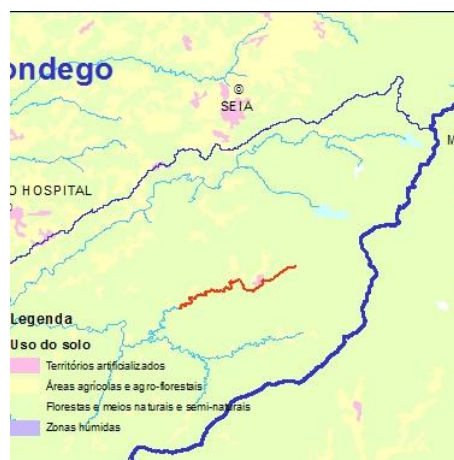 ondego
SEIA
M
O HOSPITAL
Legenda
Uso do solo
Territórios artificializados
Áreas agrícolas e agro-florestais
Florestas e meios naturais e semi-naturais
Zonas húmidas